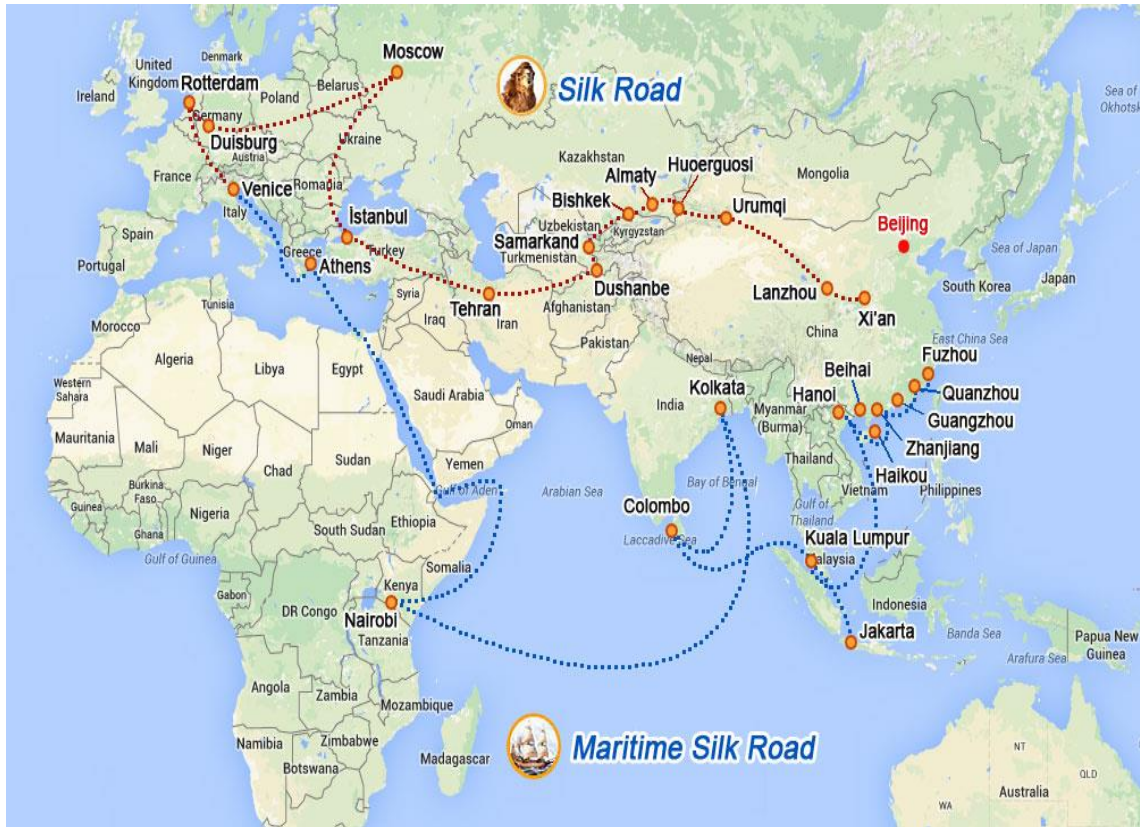 Moscow
Denmark
United
Kingdom
Ireland
Rotterdam
Belarus
Poland
Germany
Duisburg
Silk Road
Sea of
Okhotsk
Ukraine
Austria
France
Romania
Venice
Italy
Kazakhstan
Mongolia
Almaty
Huoerguosi
Bishkek
Urumqi
Uzbekistan
Kyrgyzstan
Beijing
İstanbul
Spain
Portugal
Greece
Turkey
Athens
Samarkand
Turkmenistan
Sea of Japan
Japan
South Korea
Dushanbe
Lanzhou
Xi'an
Tehran
Syria
Iraq
Iran
Afghanistan
China
Tunisia
Morocco
Pakistan
East China Sea
Nepal
Fuzhou
Algeria
Libya
Egypt
Western
Sahara
Saudi Arabia
Beihai
Kolkata
Hanoi
Quanzhou
India
Myanmar
(Burma)
Guangzhou
Oman
Mauritania
Mali
Niger
Chad
Sudan
Yemen
Zhanjiang
Thailand
Haikou
Gulf of Aden
Arabian Sea
Bay of Bengal
Vietnam
Philippines
Burkina
Faso
Guinea
Nigeria
Ghana
South Sudan
Ethiopia
Colombo
Gulf of
Thailand
Laccadive Sea
Kuala Lumpur
Malaysia
Gulf of Guinea
Somalia
Kenya
Gabon
DR Congo
Nairobi
Tanzania
Indonesia
Jakarta
Banda Sea
Papua New
Guinea
Arafura Sea
Angola
Zambia
Mozambique
Namibia
Zimbabwe
Botswana
Madagascar
Maritime Silk Road
NT
QLD
WA
Australia